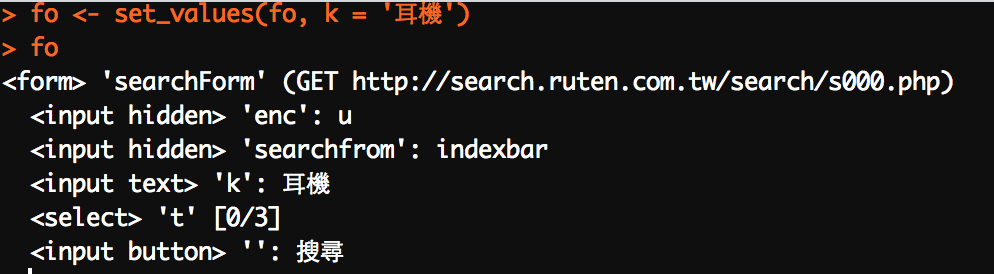 > fo <- set_values(fo, k = '耳機')
> fo
<form> 'searchForm' (GET http://search.ruten.com.tw/search/s000.php)
<input hidden> 'enc': u
<input hidden> 'searchfrom': indexbar
<input text> 'k': 耳機
<select> 't' [0/3]
<input button> '': 搜尋